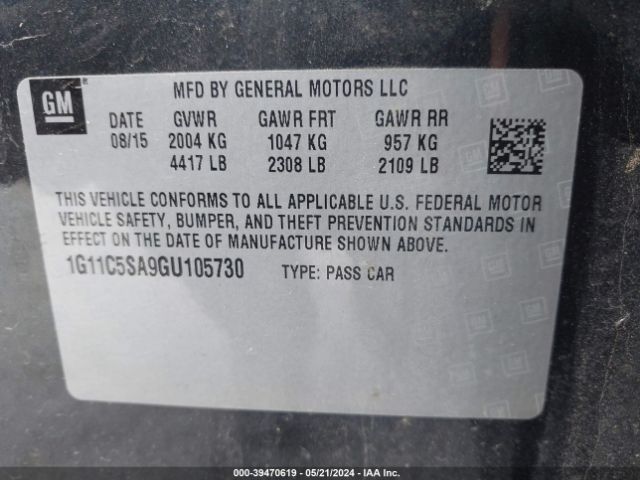 GM
MFD BY GENERAL MOTORS LLC
DATE GVWR GAWR FRT GAWR RR
08/15 2004 KG 1047 KG 957 KG
4417 LB 2308 LB 2109 LB
THIS VEHICLE CONFORMS TO ALL APPLICABLE U.S. FEDERAL MOTOR
VEHICLE SAFETY, BUMPER, AND THEFT PREVENTION STANDARDS IN
EFFECT ON THE DATE OF MANUFACTURE SHOWN ABOVE.
1G11C5SA9GU105730 TYPE: PASS CAR
000-39470619 - 05/21/2024 - IAA Inc.